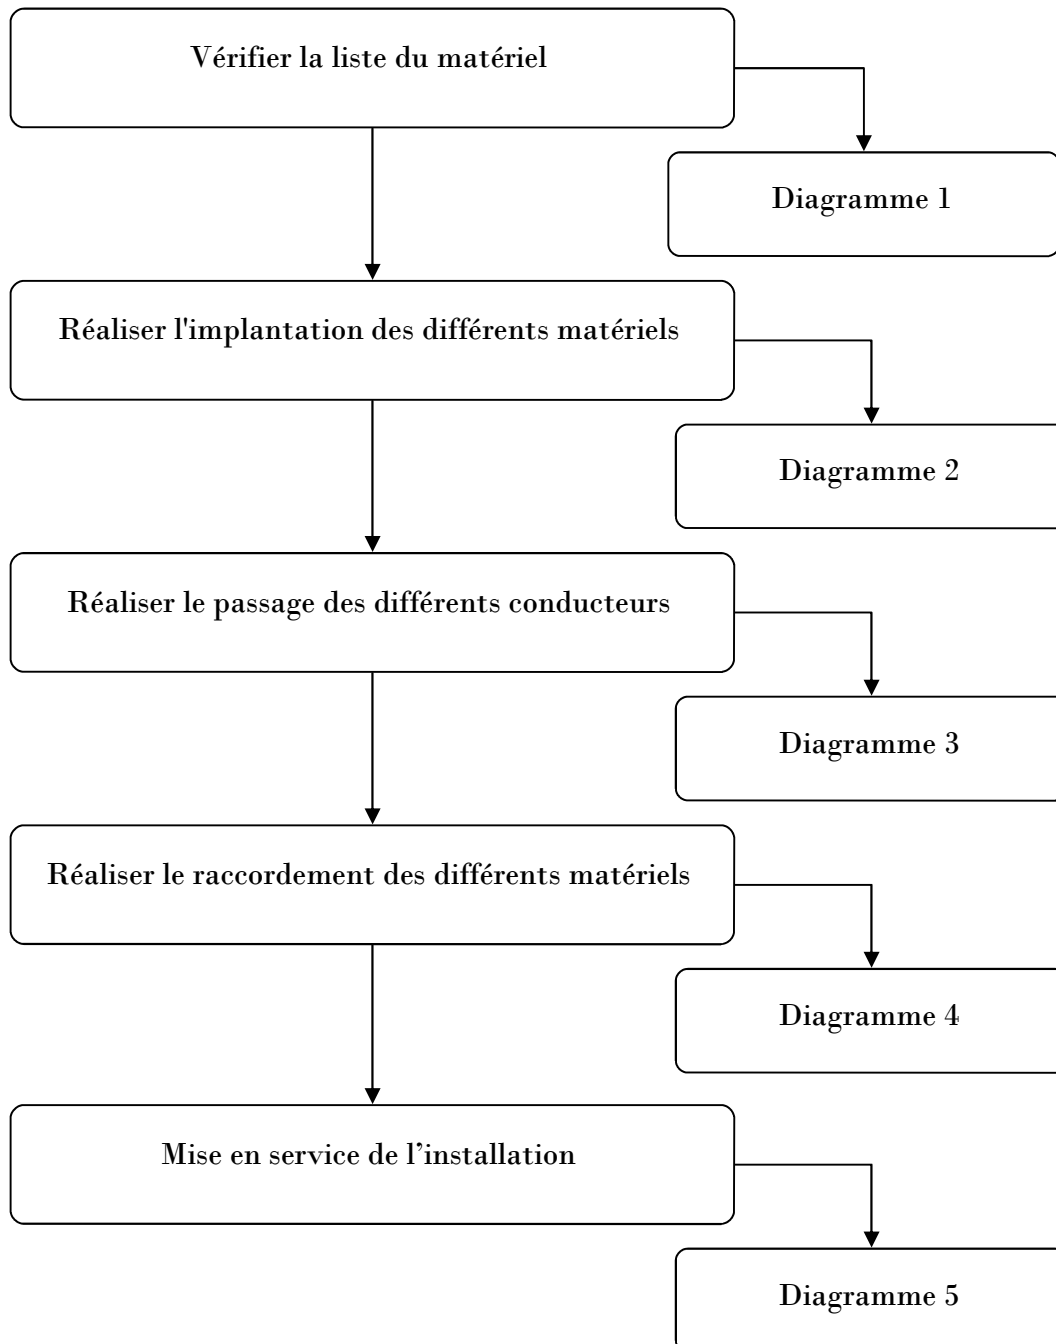 Vérifier la liste du matériel
Diagramme 1
Réaliser l'implantation des différents matériels
Diagramme 2
Réaliser le passage des différents conducteurs
Diagramme 3
Réaliser le raccordement des différents matériels
Diagramme 4
Mise en service de l’installation
Diagramme 5